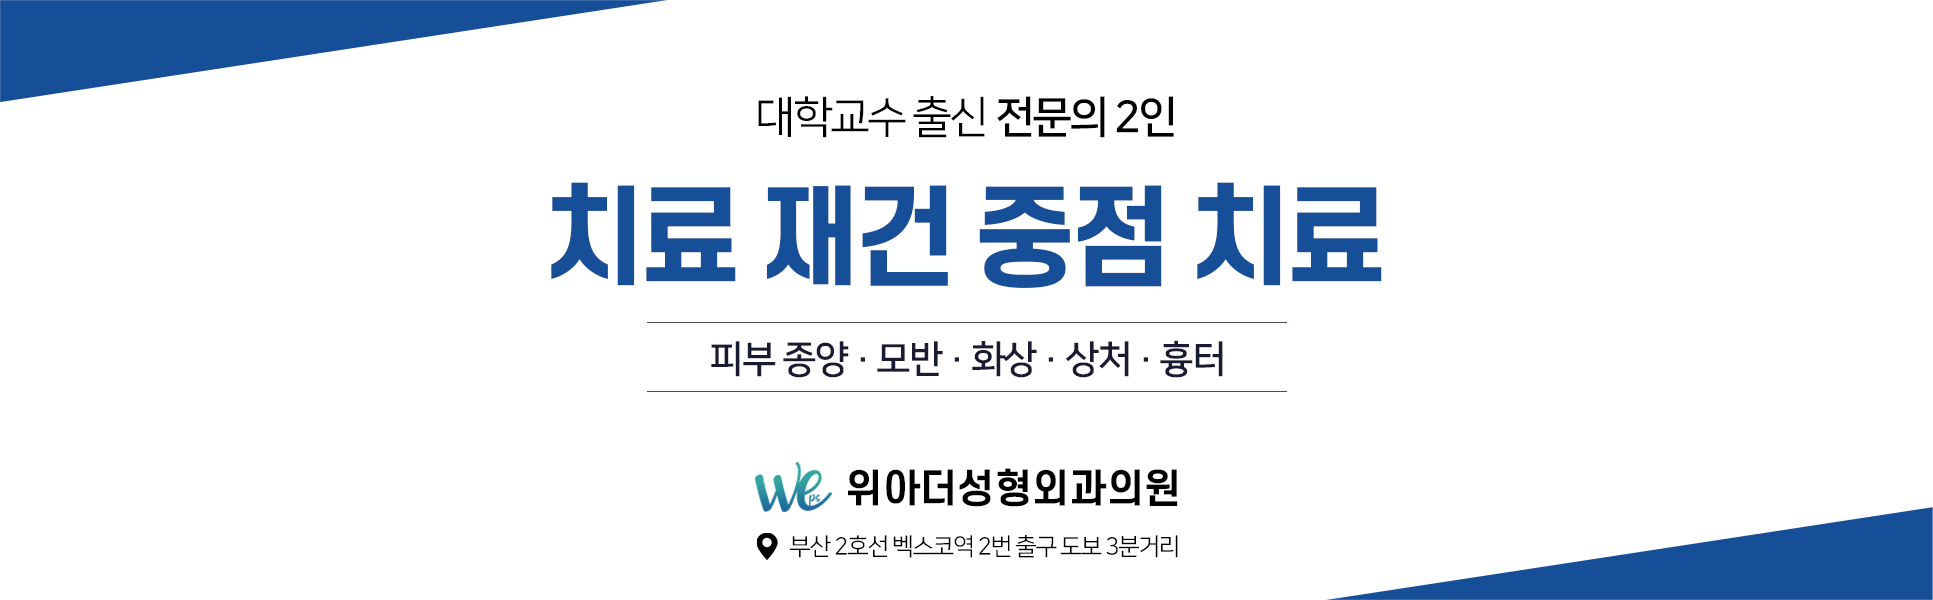 대학교수 출신 전문의 2인
치료 재건 중점 치료
피부 종양 · 모반 · 화상 · 상처 · 흉터
We ps 위아더성형외과의원
부산 2호선 벡스코역 2번 출구 도보 3분거리